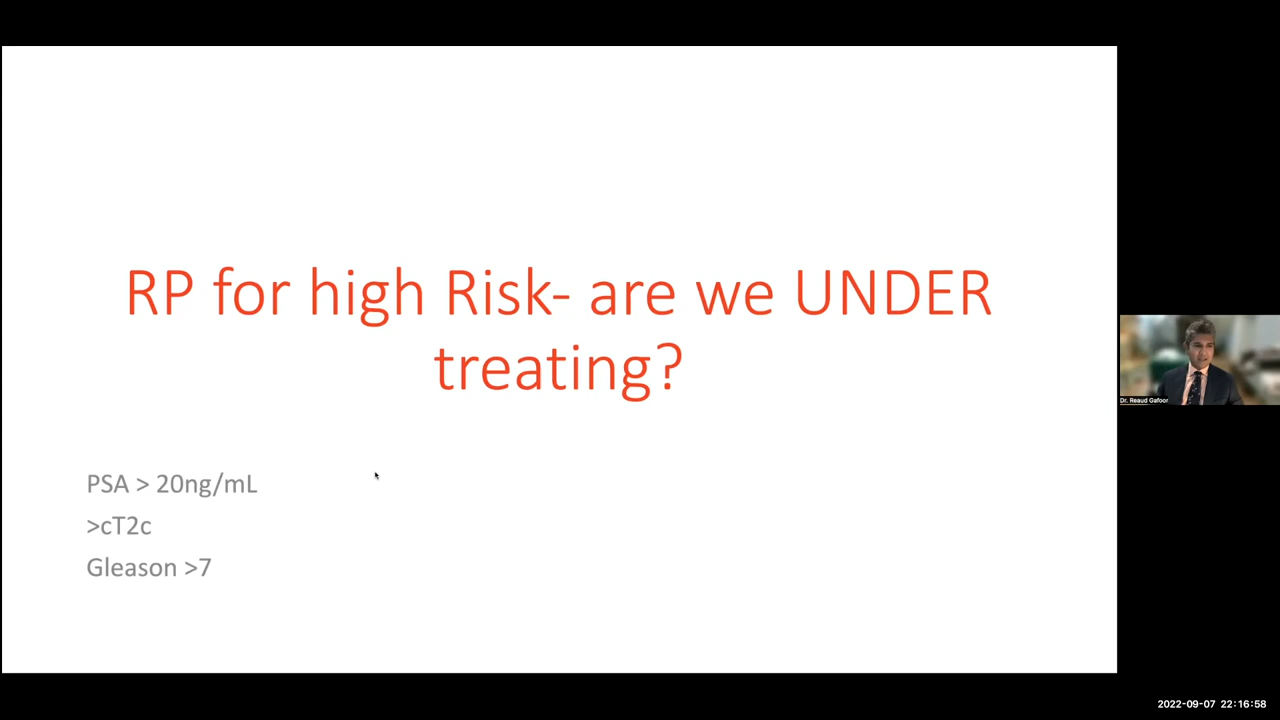 RP for high Risk- are we UNDER
treating?
PSA > 20ng/mL
>cT2c
Gleason >7
Dr. Reaud Gafoor
2022-09-07 22:16:58